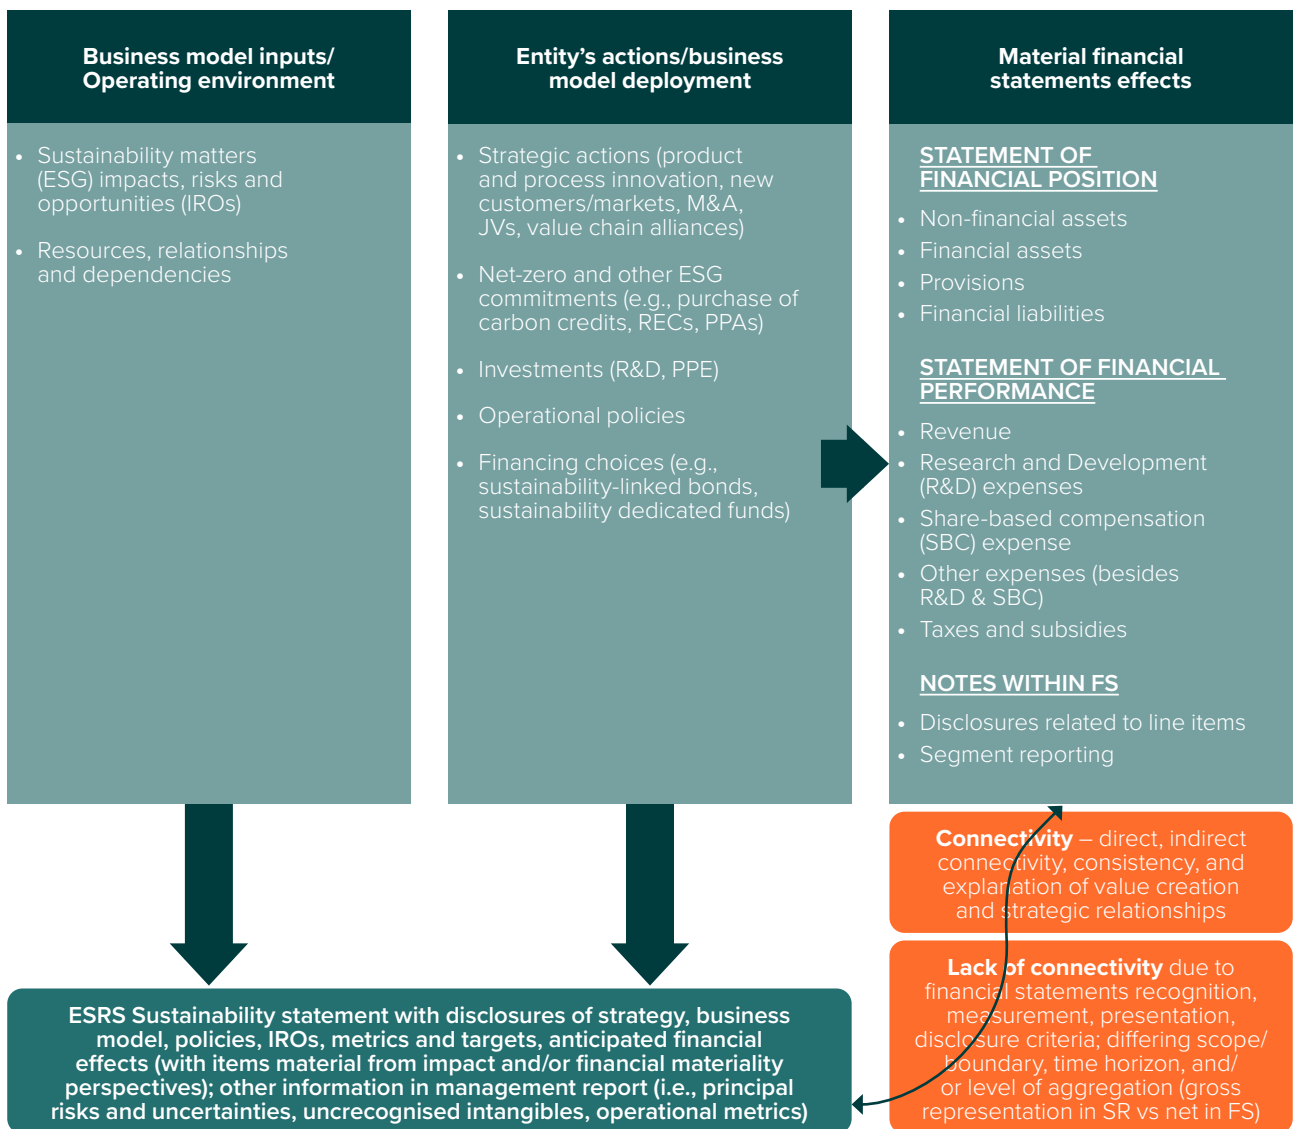 Business model inputs/
Operating environment
• Sustainability matters
(ESG) impacts, risks and
opportunities (IROs)
• Resources, relationships
and dependencies
Entity's actions/business
model deployment
• Strategic actions (product
and process innovation, new
customers/markets, M&A,
JVs, value chain alliances)
• Net-zero and other ESG
commitments (e.g., purchase of
carbon credits, RECs, PPAs)
• Investments (R&D, PPE)
• Operational policies
• Financing choices (e.g.,
sustainability-linked bonds,
sustainability dedicated funds)
Material financial
statements effects
STATEMENT OF
FINANCIAL POSITION
• Non-financial assets
• Financial assets
• Provisions
• Financial liabilities
STATEMENT OF FINANCIAL
PERFORMANCE
• Revenue
• Research and Development
(R&D) expenses
• Share-based compensation
(SBC) expense
• Other expenses (besides
R&D & SBC)
• Taxes and subsidies
NOTES WITHIN FS
• Disclosures related to line items
• Segment reporting
Connectivity – direct, indirect
connectivity, consistency, and
explanation of value creation
and strategic relationships
Lack of connectivity due to
financial statements recognition,
measurement, presentation,
disclosure criteria; differing scope/
boundary, time horizon, and/
or level of aggregation (gross
representation in SR vs net in FS)
ESRS Sustainability statement with disclosures of strategy, business
model, policies, IROs, metrics and targets, anticipated financial
effects (with items material from impact and/or financial materiality
perspectives); other information in management report (i.e., principal
risks and uncertainties, unrecognised intangibles, operational metrics)